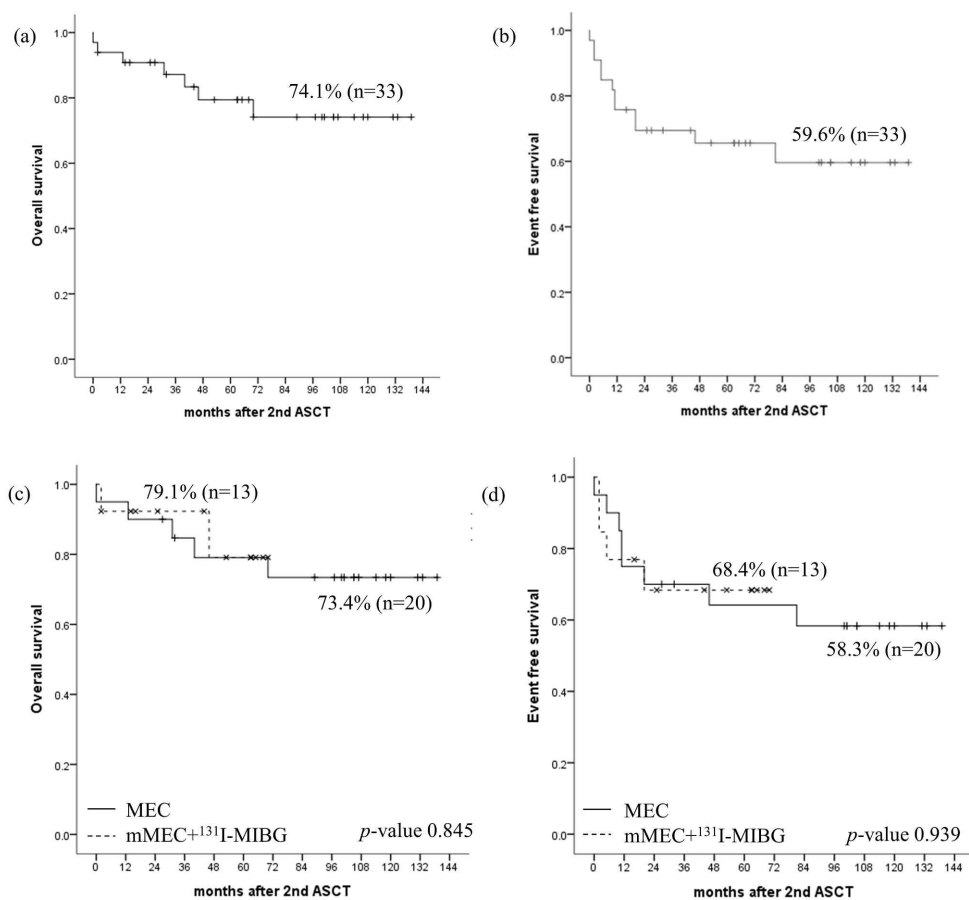 (a)
Overall survival
1.0
0.8
0.6
0.4
0.2
0.0
74.1% (n=33)
0 12 24 36 48 60 72 84 96 108 120 132 144
months after 2nd ASCT
(b)
Event free survival
1.0
0.8
0.6
0.4
0.2
0.0
59.6% (n=33)
0 12 24 36 48 60 72 84 96 108 120 132 144
months after 2nd ASCT
(c)
Overall survival
1.0
0.8
0.6
0.4
0.2
0.0
79.1% (n=13)
73.4% (n=20)
MEC
mMEC+¹³¹I-MIBG
p-value 0.845
0 12 24 36 48 60 72 84 96 108 120 132 144
months after 2nd ASCT
(d)
Event free survival
1.0
0.8
0.6
0.4
0.2
0.0
68.4% (n=13)
58.3% (n=20)
MEC
mMEC+¹³¹I-MIBG
p-value 0.939
0 12 24 36 48 60 72 84 96 108 120 132 144
months after 2nd ASCT